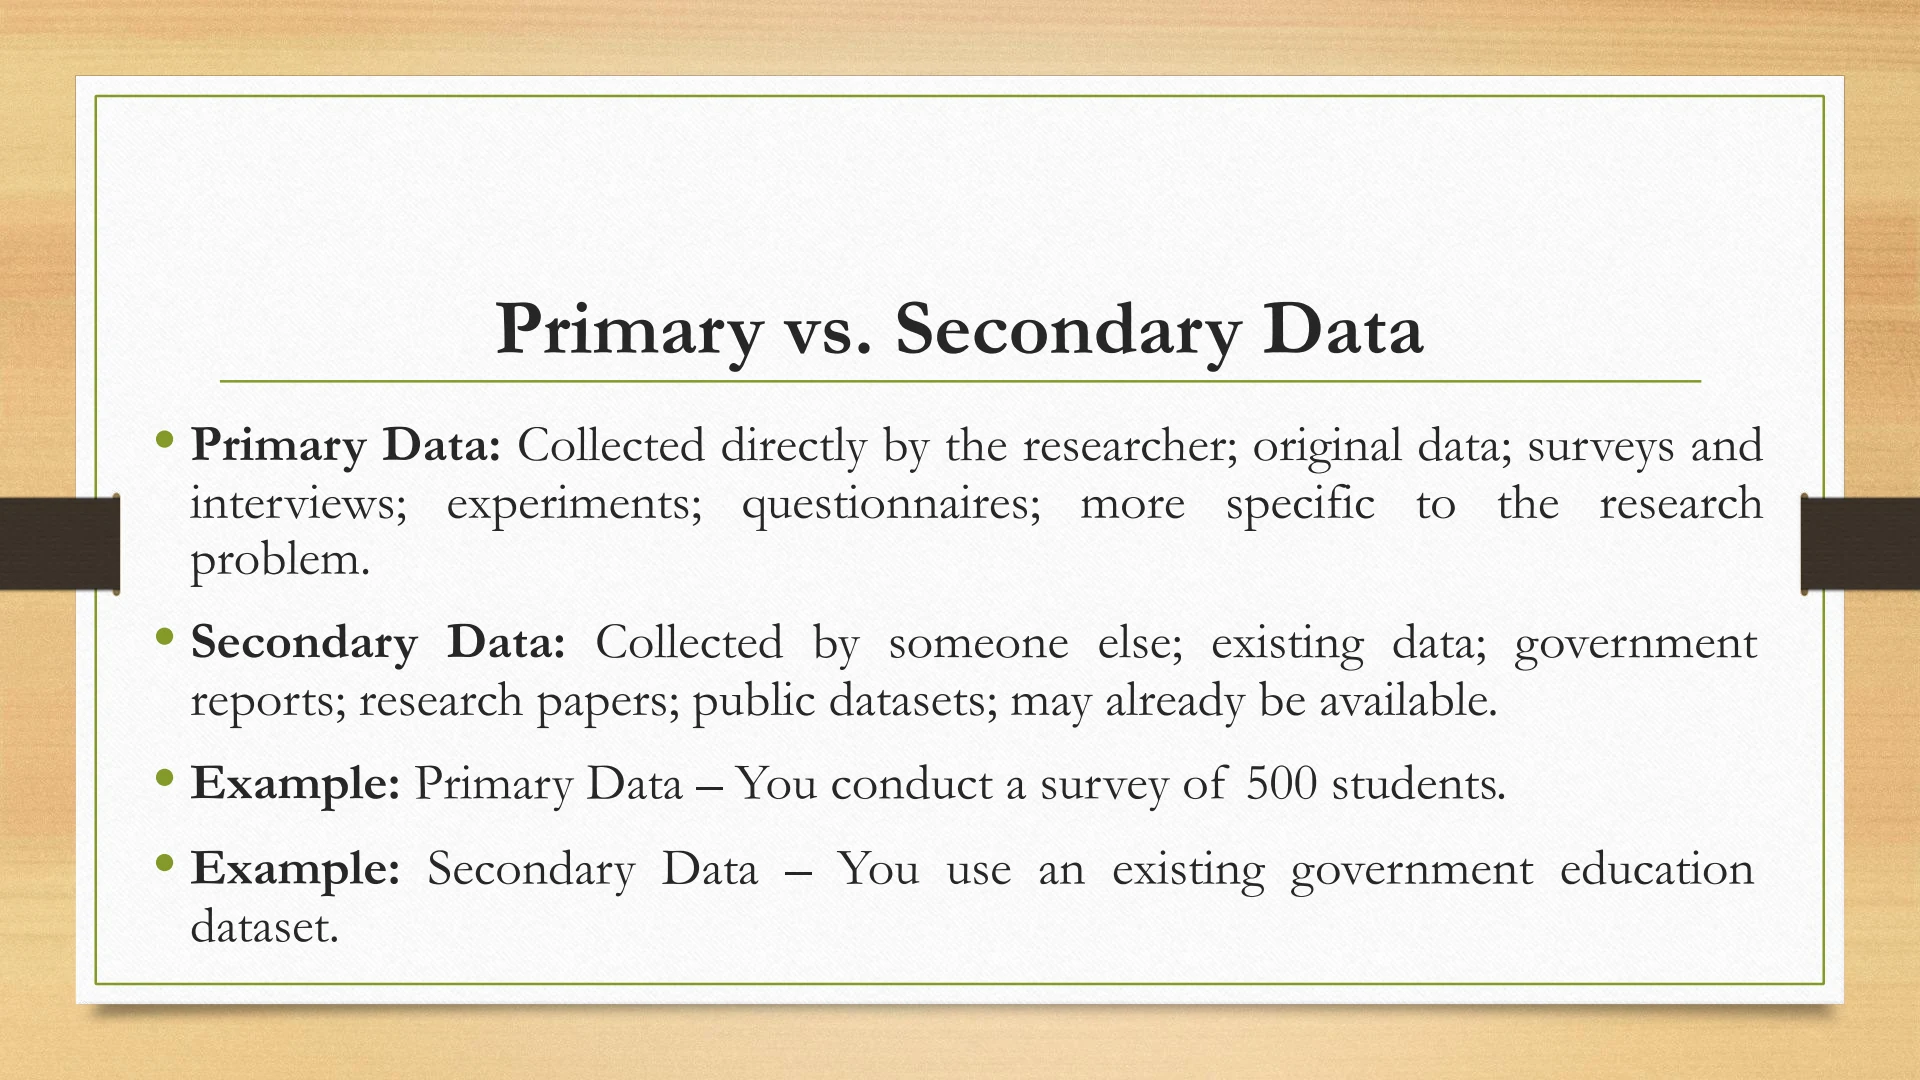 Primary vs. Secondary Data
• Primary Data: Collected directly by the researcher; original data; surveys and
interviews; experiments; questionnaires; more specific to the research
problem.
• Secondary Data: Collected by someone else; existing data; government
reports; research papers; public datasets; may already be available.
• Example: Primary Data – You conduct a survey of 500 students.
• Example: Secondary Data – You use an existing government education
dataset.